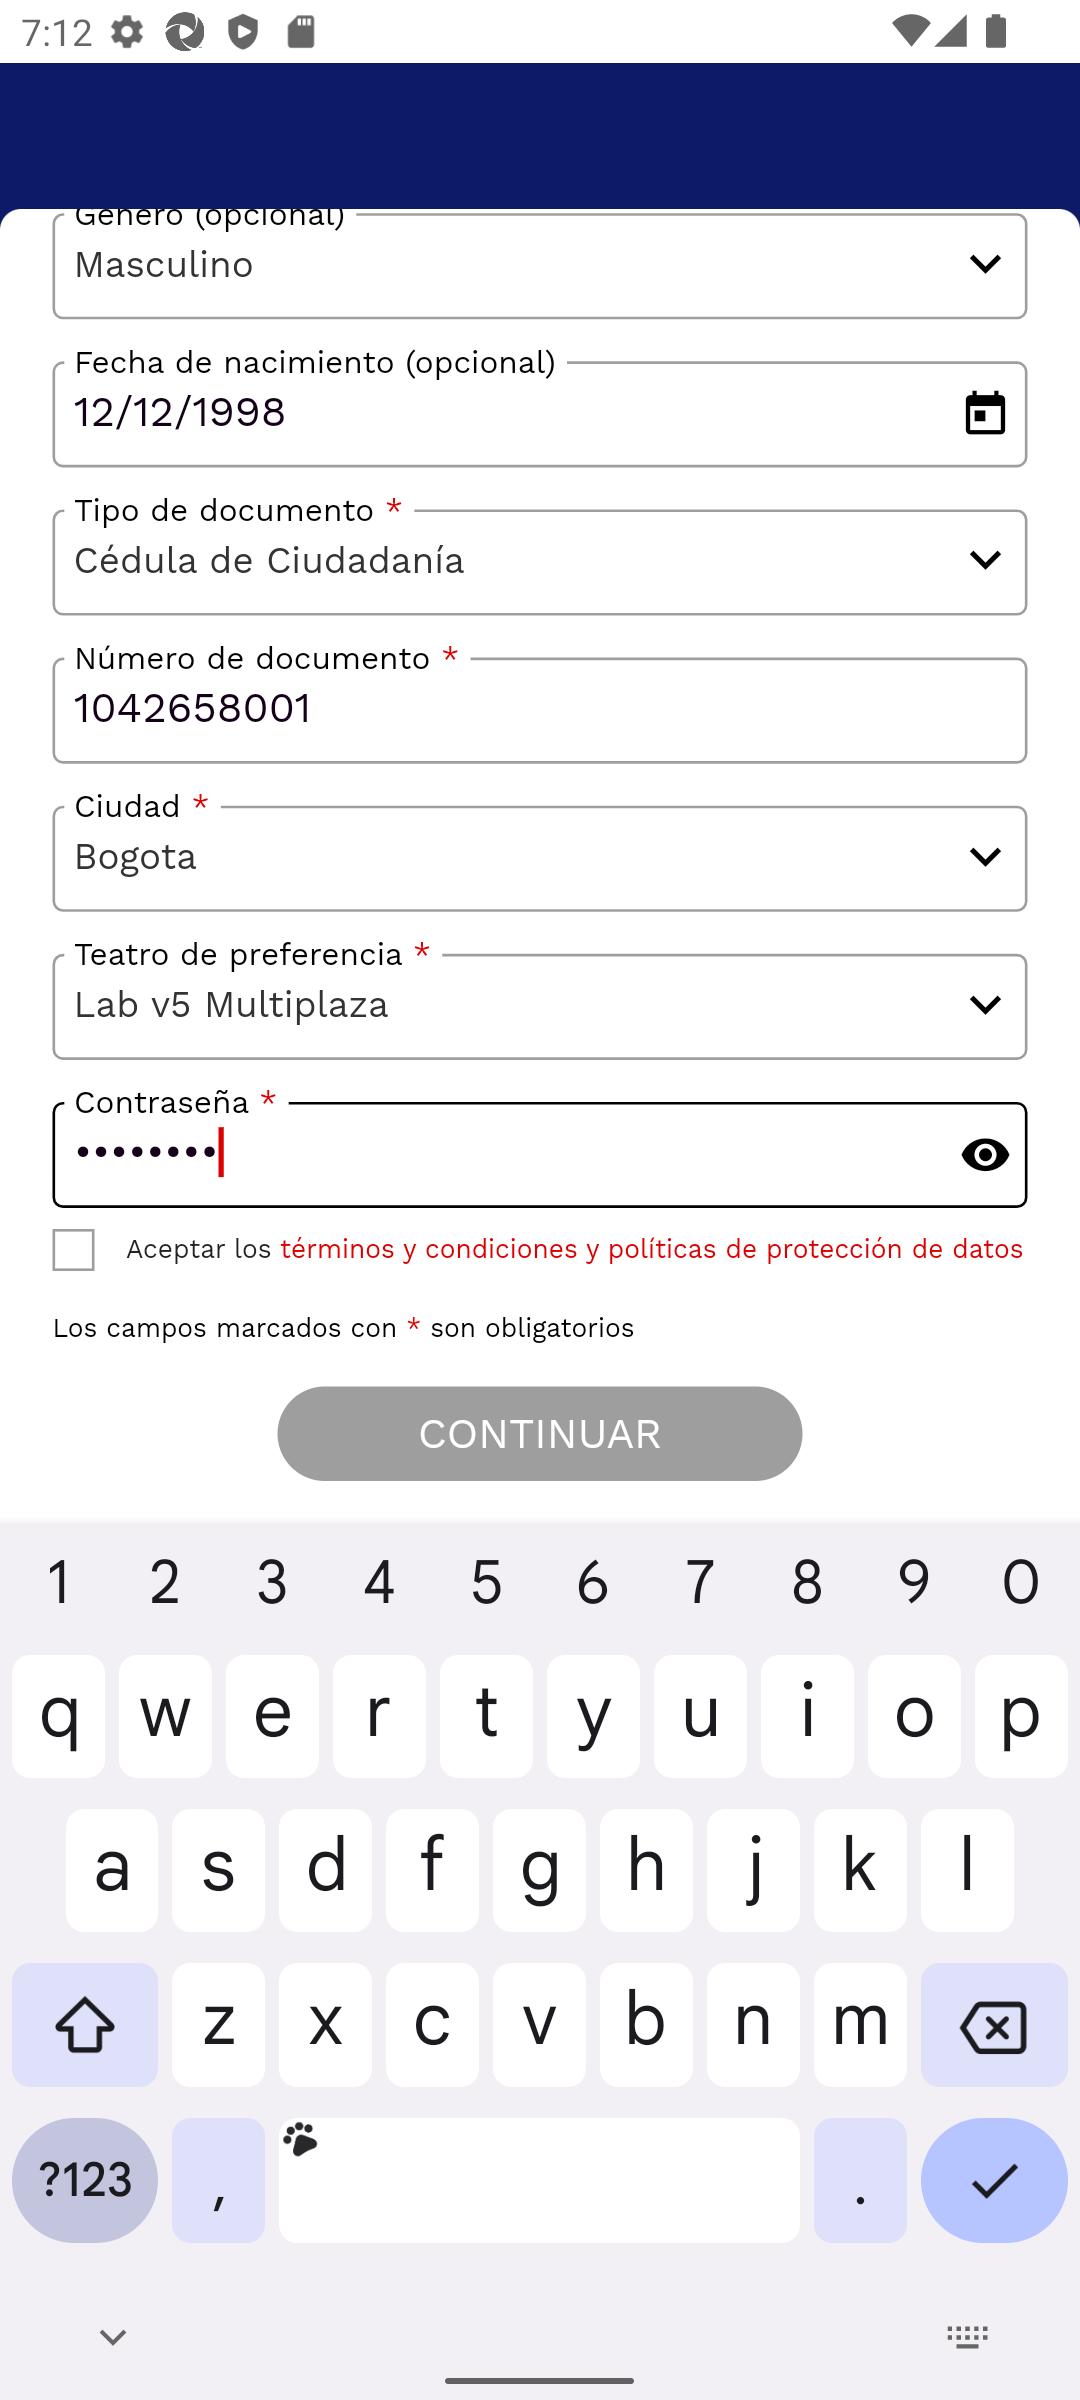 7:12
Género (opcional)
Masculino
Fecha de nacimiento (opcional)
12/12/1998
Tipo de documento *
Cédula de Ciudadanía
Número de documento *
1042658001
Ciudad *
Bogota
Teatro de preferencia *
Lab v5 Multiplaza
Contraseña *
••••••••
Aceptar los términos y condiciones y políticas de protección de datos
Los campos marcados con * son obligatorios
CONTINUAR
1 2 3 4 5 6 7 8 9 0
q w e r t y u i o p
a s d f g h j k l
z x c v b n m
?123 , .